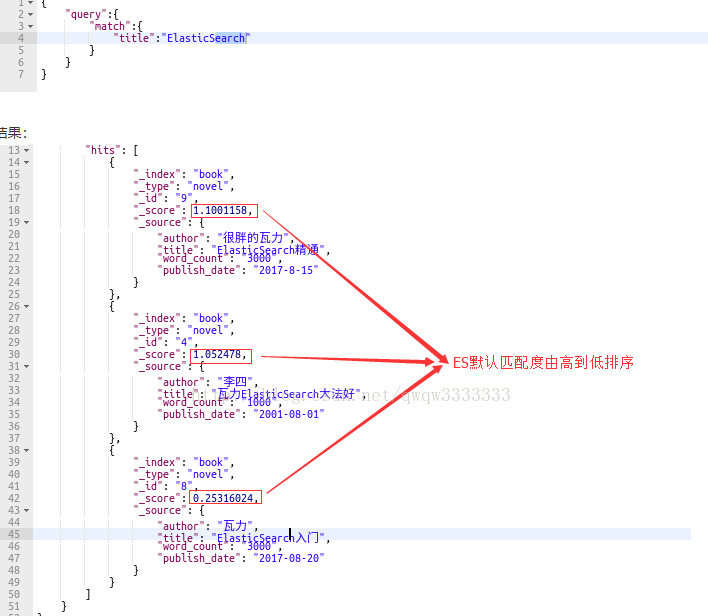 1 {
2 "query":{
3 "match":{
4 "title":"ElasticSearch"
5 }
6 }
7 }
结果:
13 "hits": [
14 {
15 "_index": "book",
16 "_type": "novel",
17 "_id": "9",
18 "_score": 1.1001158,
19 "_source": {
20 "author": "很胖的瓦力",
21 "title": "ElasticSearch精通",
22 "word_count": "3000",
23 "publish_date": "2017-8-15"
24 }
25 },
26 {
27 "_index": "book",
28 "_type": "novel",
29 "_id": "4",
30 "_score": 1.052478,
31 "_source": {
32 "author": "李四",
33 "title": "瓦力ElasticSearch大法好",
34 "word_count": "1000",
35 "publish_date": "2001-08-01"
36 }
37 },
38 {
39 "_index": "book",
40 "_type": "novel",
41 "_id": "8",
42 "_score": 0.25316024,
43 "_source": {
44 "author": "瓦力",
45 "title": "ElasticSearch入门",
46 "word_count": "3000",
47 "publish_date": "2017-08-20"
48 }
49 }
50 ]
51 }
ES默认匹配度由高到低排序
.net/qwqw3333333